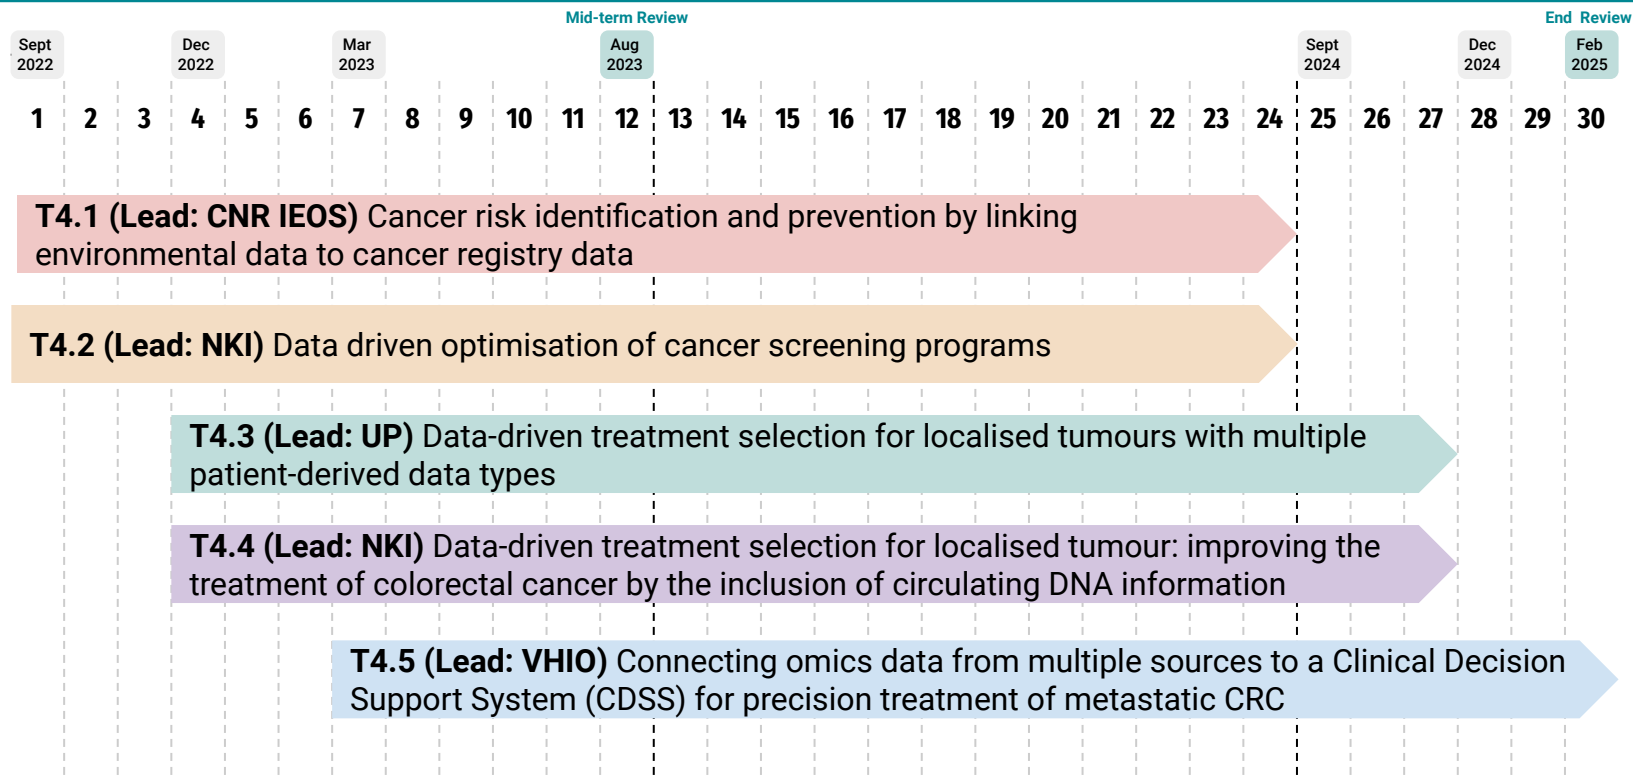 Mid-term Review
End Review
Sept
2022
Dec
2022
Mar
2023
Aug
2023
Sept
2024
Dec
2024
Feb
2025
1 2 3 4 5 6 7 8 9 10 11 12 13 14 15 16 17 18 19 20 21 22 23 24 25 26 27 28 29 30
T4.1 (Lead: CNR IEOS) Cancer risk identification and prevention by linking
environmental data to cancer registry data
T4.2 (Lead: NKI) Data driven optimisation of cancer screening programs
T4.3 (Lead: UP) Data-driven treatment selection for localised tumours with multiple
patient-derived data types
T4.4 (Lead: NKI) Data-driven treatment selection for localised tumour: improving the
treatment of colorectal cancer by the inclusion of circulating DNA information
T4.5 (Lead: VHIO) Connecting omics data from multiple sources to a Clinical Decision
Support System (CDSS) for precision treatment of metastatic CRC